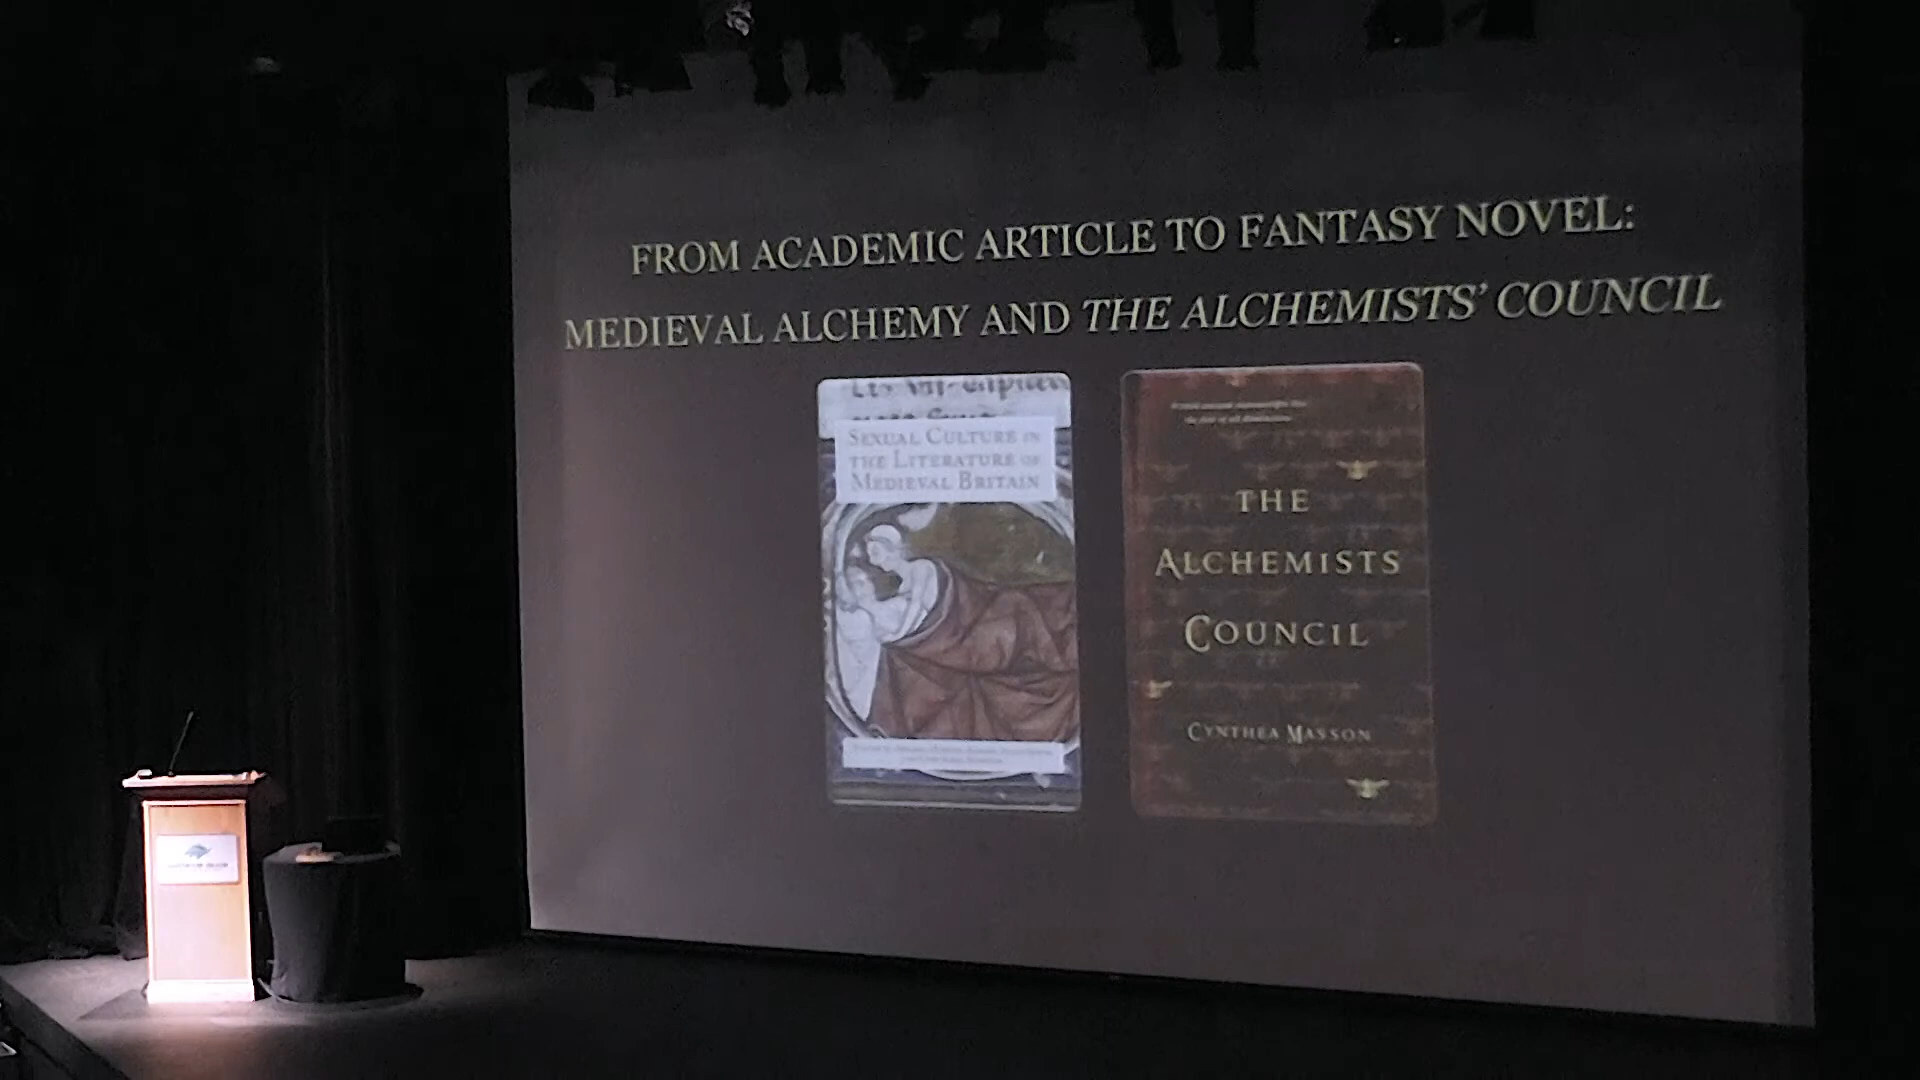 FROM ACADEMIC ARTICLE TO FANTASY NOVEL:
MEDIEVAL ALCHEMY AND THE ALCHEMISTS' COUNCIL
SEXUAL CULTURE IN
THE LITERATURE OF
MEDIEVAL BRITAIN
THE
ALCHEMISTS
COUNCIL
CYNTHEA MASSON